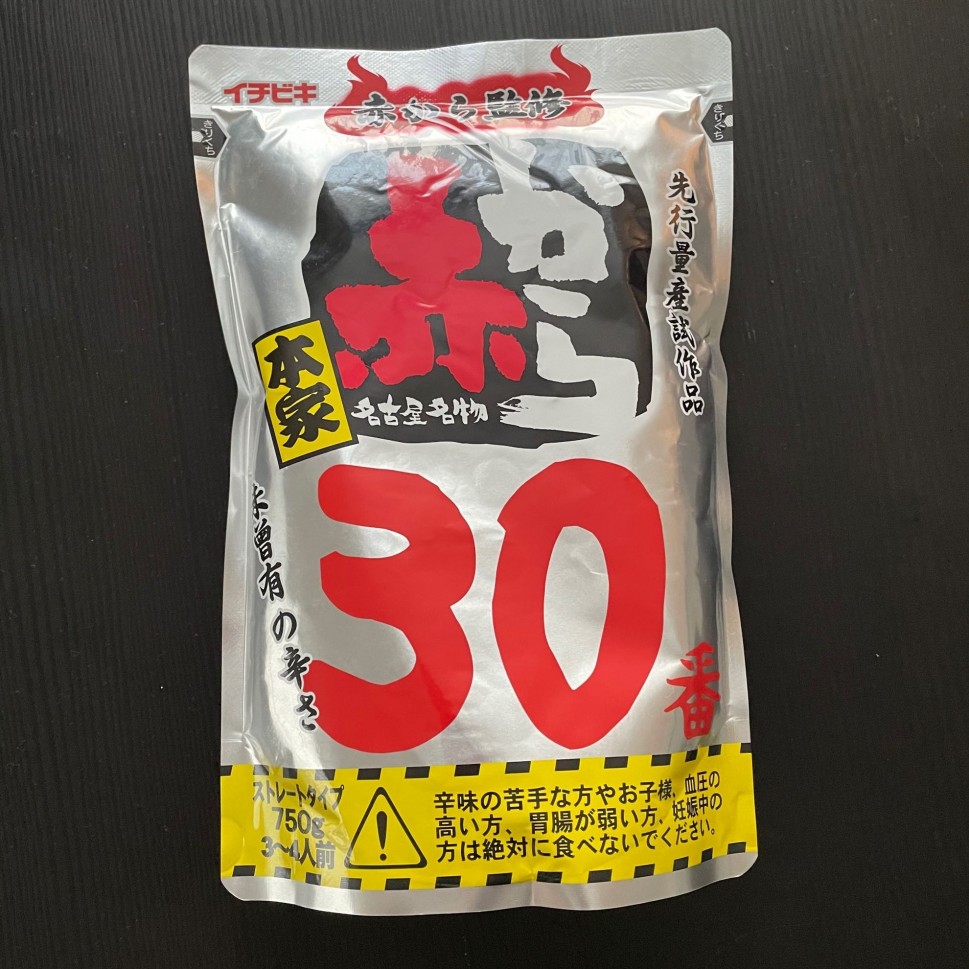 イチビキ
赤から監修
きりくち
きりくち
赤から
名古屋名物
本家
先行量産試作品
味噌有の辛さ
30番
ストレートタイプ
750g
3〜4人前
辛味の苦手な方やお子様、血圧の
高い方、胃腸が弱い方、妊娠中の
方は絶対に食べないでください。